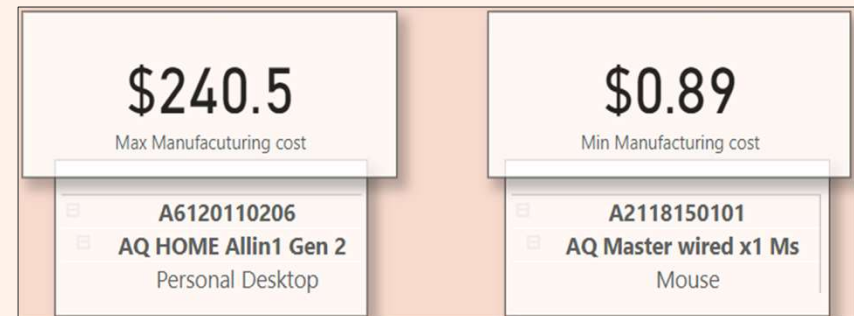 $240.5
Max Manufacuturing cost
A6120110206
AQ HOME Allin1 Gen 2
Personal Desktop
$0.89
Min Manufacturing cost
A2118150101
AQ Master wired x1 Ms
Mouse